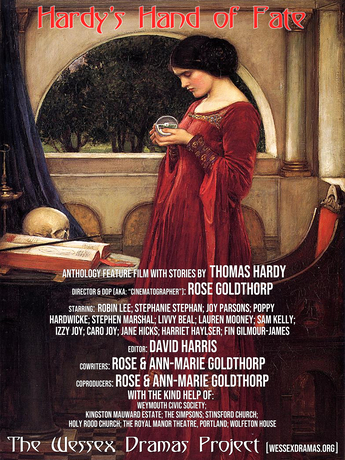 Hardy's Hand of Fate
ANTHOLOGY FEATURE FILM WITH STORIES BY THOMAS HARDY
DIRECTOR & DOP (AKA: "CINEMATOGRAPHER"): ROSE GOLDTHORP
STARRING: ROBIN LEE; STEPHANIE STEPHAN; JOY PARSONS; POPPY
HARDWICKE; STEPHEN MARSHAL; LIVVY BEAL; LAUREN MOONEY; SAM KELLY;
IZZY JOY; CARO JOY; JANE HICKS; HARRIET HAYLSER; FIN GILMOUR-JAMES
EDITOR: DAVID HARRIS
COWRITERS: ROSE & ANN-MARIE GOLDTHORP
COPRODUCERS: ROSE & ANN-MARIE GOLDTHORP
WITH THE KIND HELP OF:
WEYMOUTH CIVIC SOCIETY;
KINGSTON MAUWARD ESTATE; THE SIMPSONS; STINSFORD CHURCH;
HOLY ROOD CHURCH; THE ROYAL MANOR THEATRE, PORTLAND; WOLFETON HOUSE
The Wessex Dramas Project [WESSEXDRAMAS.ORG]